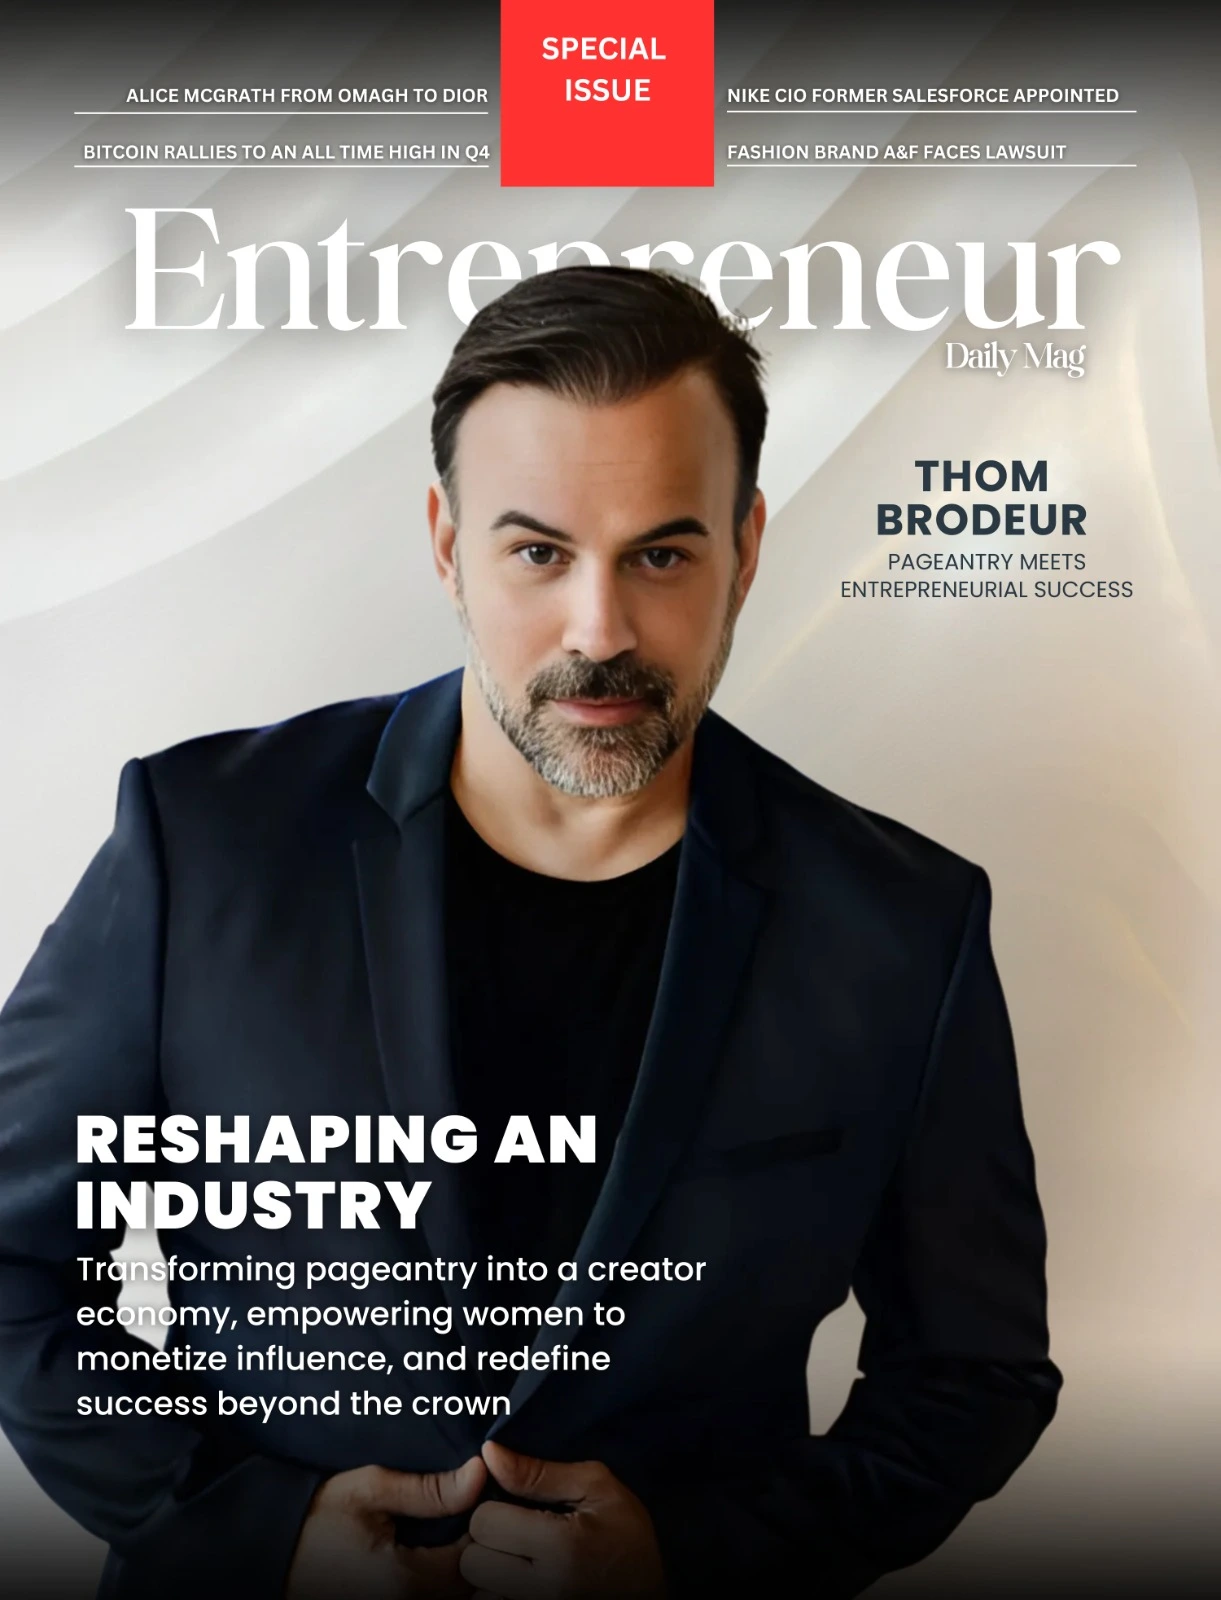 SPECIAL
ISSUE
ALICE MCGRATH FROM OMAGH TO DIOR
BITCOIN RALLIES TO AN ALL TIME HIGH IN Q4
NIKE CIO FORMER SALESFORCE APPOINTED
FASHION BRAND A&F FACES LAWSUIT
Entrepreneur
Daily Mag
THOM
BRODEUR
PAGEANTRY MEETS
ENTREPRENEURIAL SUCCESS
RESHAPING AN
INDUSTRY
Transforming pageantry into a creator
economy, empowering women to
monetize influence, and redefine
success beyond the crown